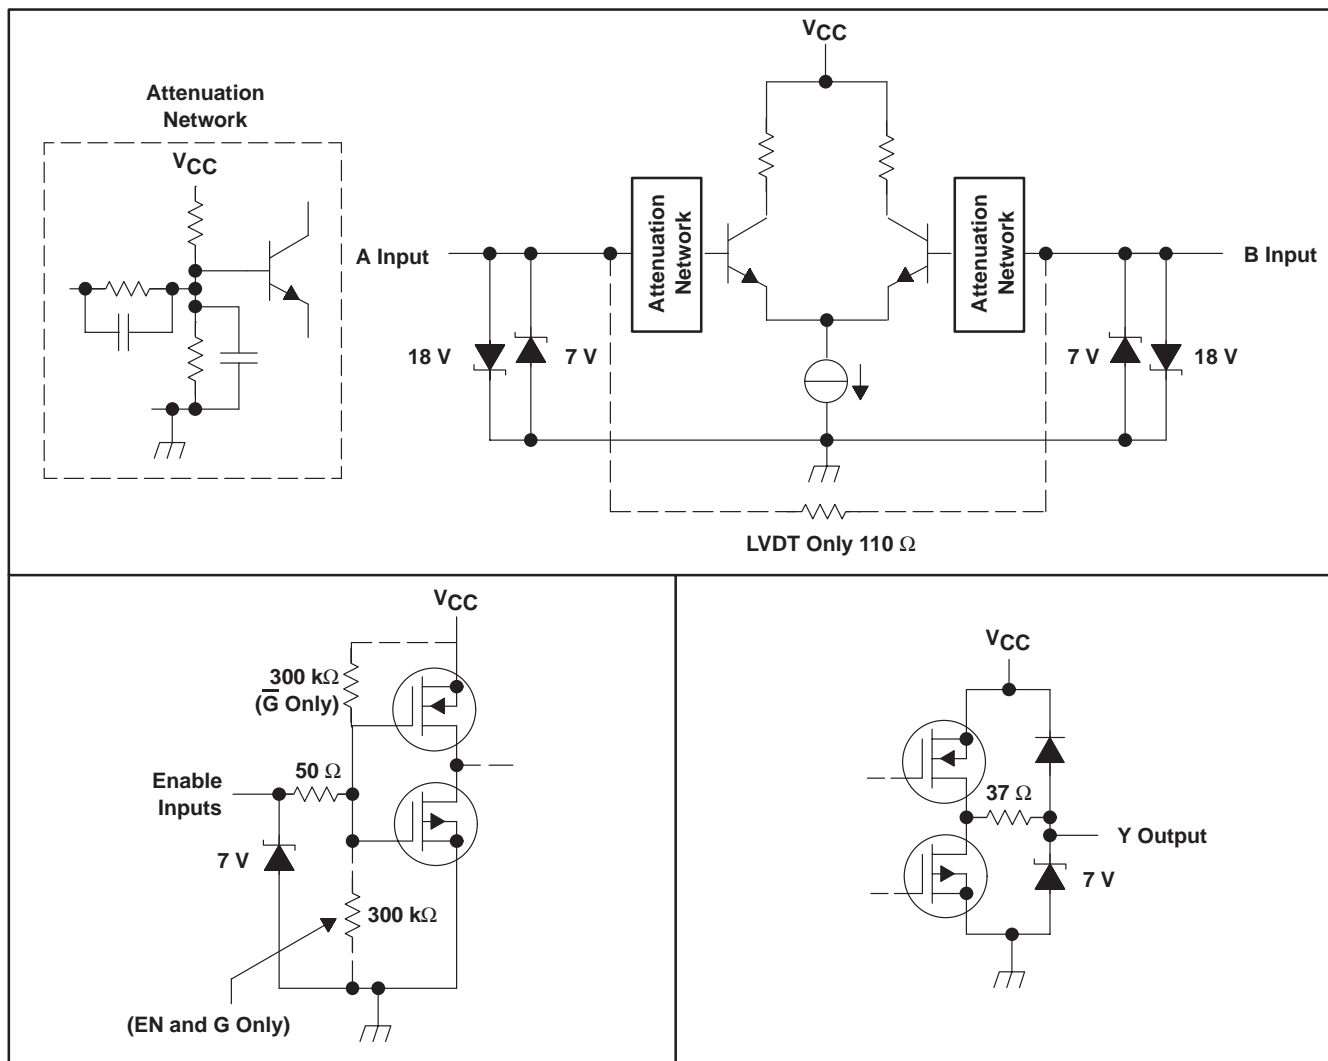 VCC
Attenuation
Network
VCC
A Input
Attenuation
Network
Attenuation
Network
B Input
18 V
7 V
7 V
18 V
LVDT Only 110 Ω
VCC
300 kΩ
(G̅ Only)
50 Ω
Enable
Inputs
7 V
300 kΩ
(EN and G Only)
VCC
37 Ω
Y Output
7 V